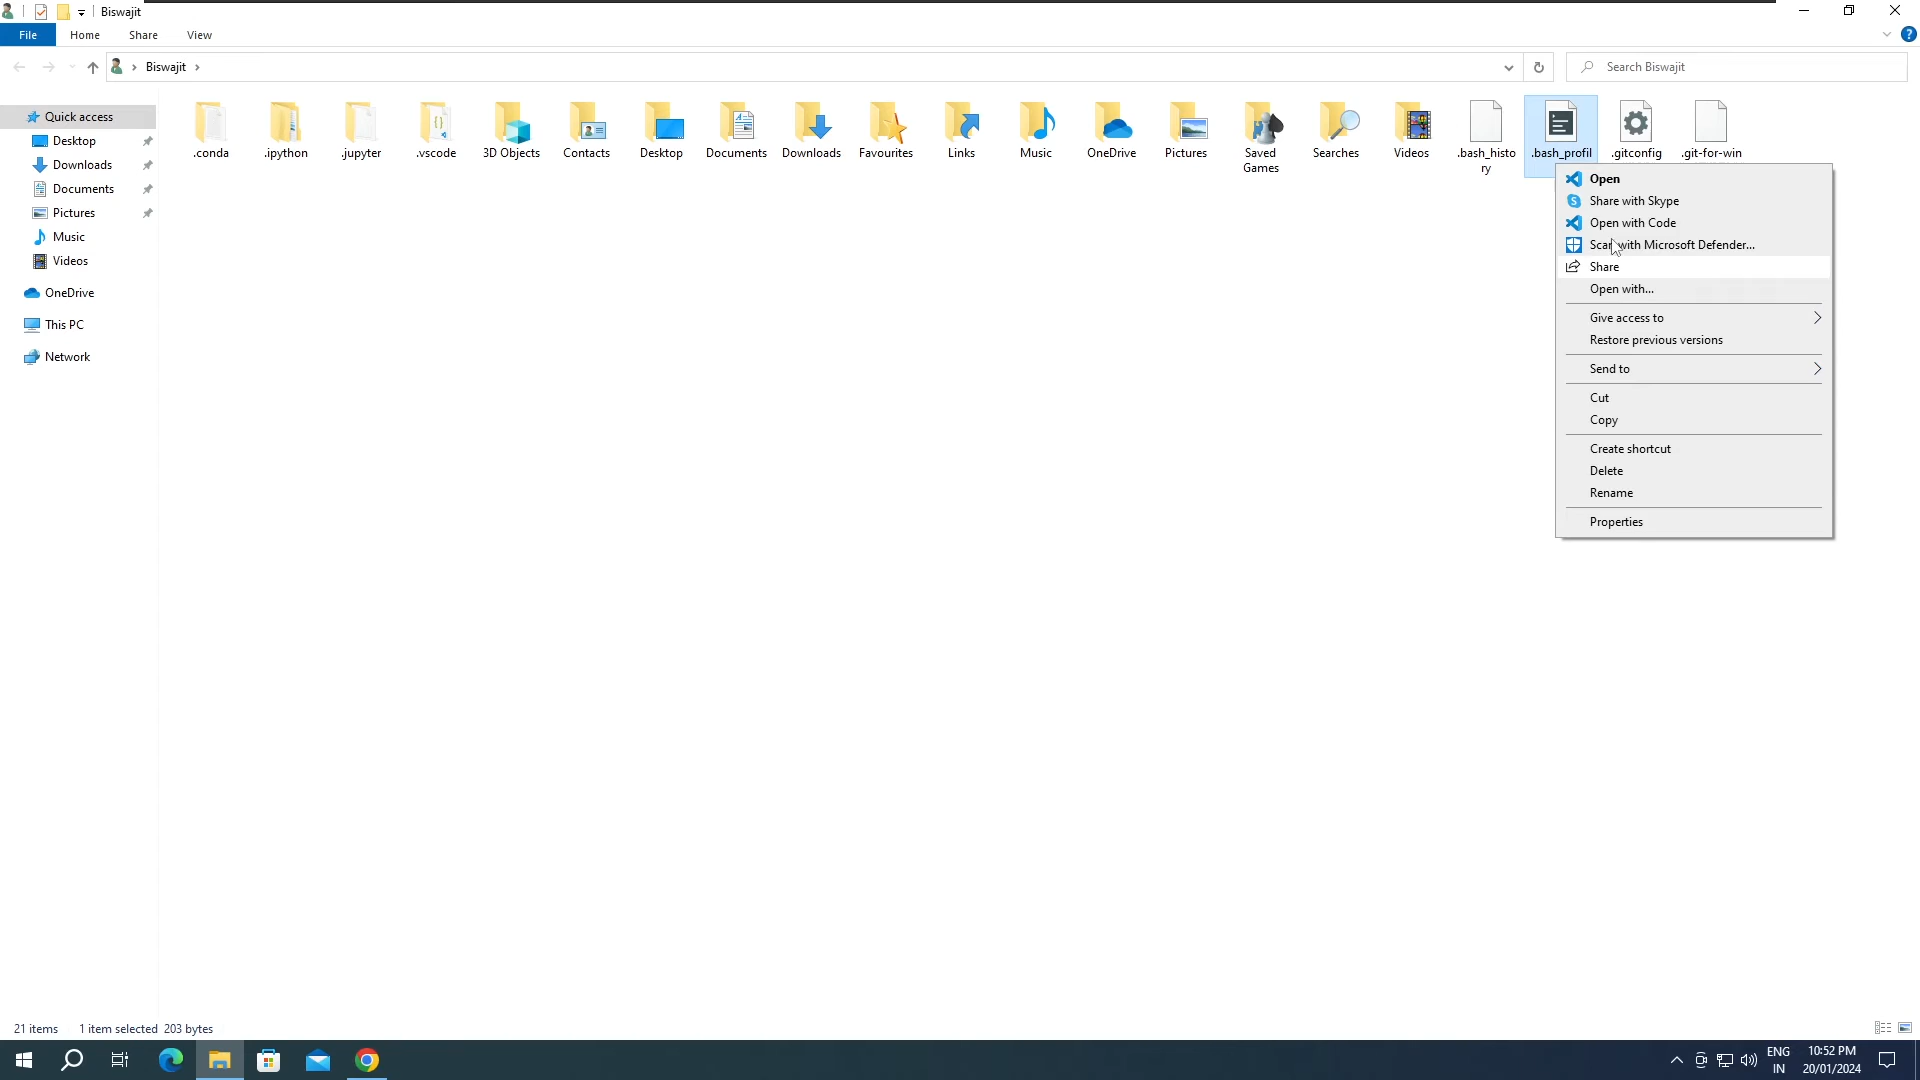 Biswajit
File Home Share View
Biswajit
Search Biswajit
Quick access
Desktop
Downloads
Documents
Pictures
Music
Videos
OneDrive
This PC
Network
.conda .ipython .jupyter .vscode 3D Objects Contacts Desktop Documents Downloads Favourites Links Music OneDrive Pictures Saved Searches Videos .bash_histo .bash_profil .gitconfig .git-for-win
Games ry
Open
Share with Skype
Open with Code
Scan with Microsoft Defender...
Share
Open with...
Give access to
Restore previous versions
Send to
Cut
Copy
Create shortcut
Delete
Rename
Properties
21 items 1 item selected 203 bytes
ENG 10:52 PM
IN 20/01/2024